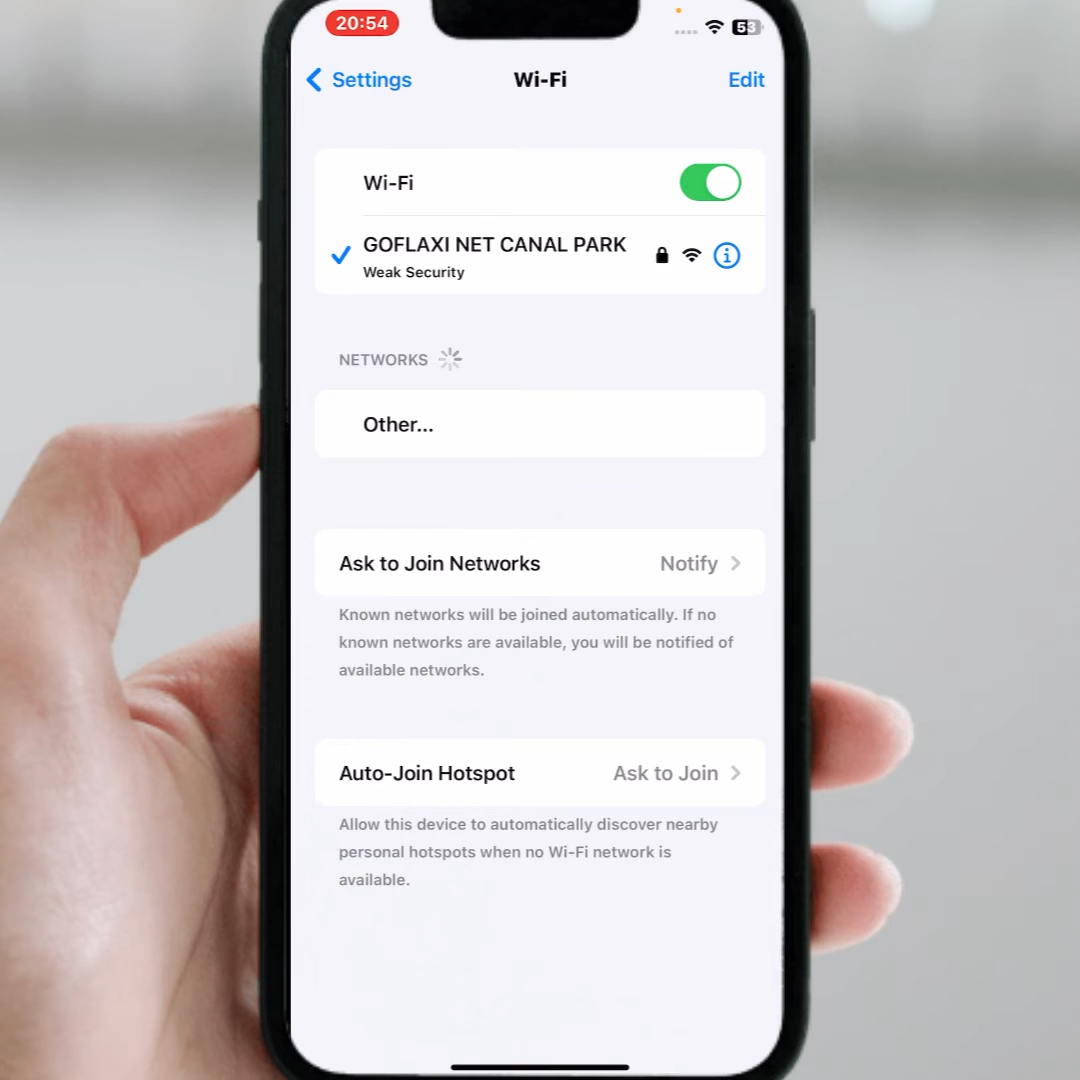 20:54
53
Settings
Wi-Fi
Edit
Wi-Fi
GOFLAXI NET CANAL PARK
Weak Security
NETWORKS
Other...
Ask to Join Networks
Notify
Known networks will be joined automatically. If no
known networks are available, you will be notified of
available networks.
Auto-Join Hotspot
Ask to Join
Allow this device to automatically discover nearby
personal hotspots when no Wi-Fi network is
available.